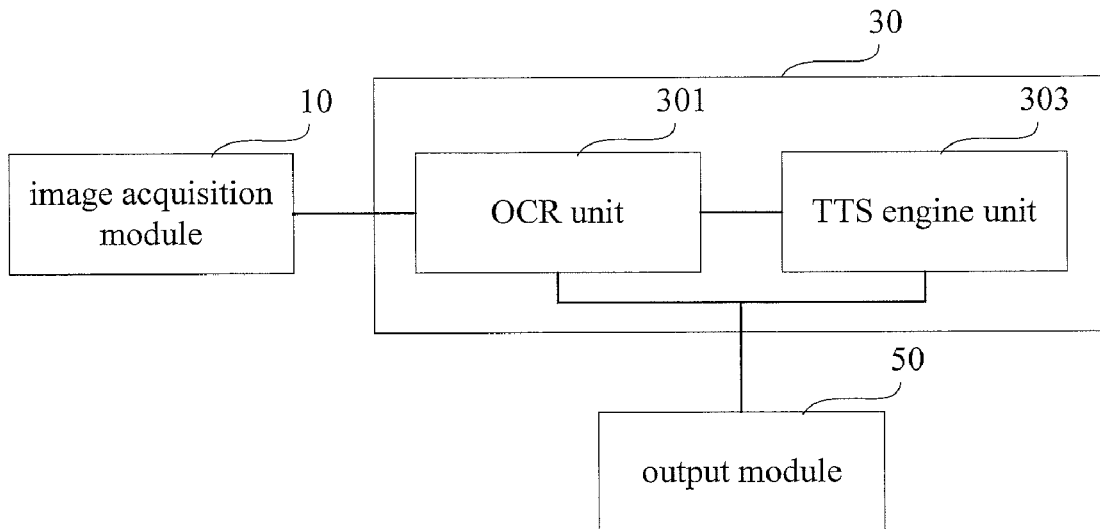 30
10
301
303
image acquisition
module
OCR unit
TTS engine unit
50
output module